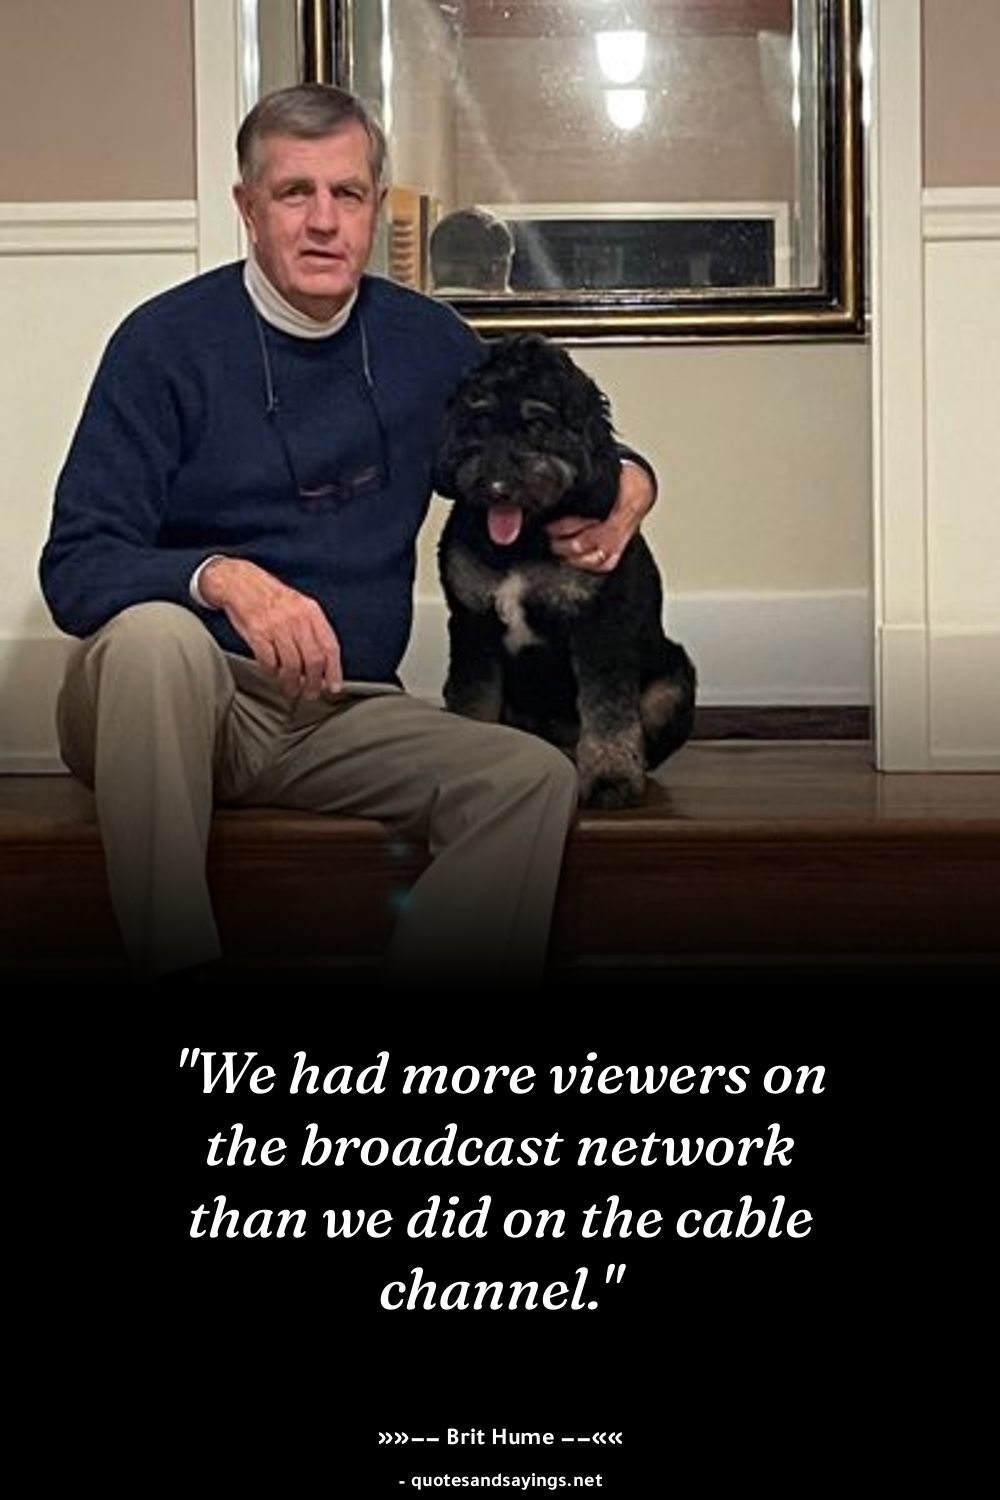 "We had more viewers on
the broadcast network
than we did on the cable
channel."
»»−− Brit Hume −−««
- quotesandsayings.net